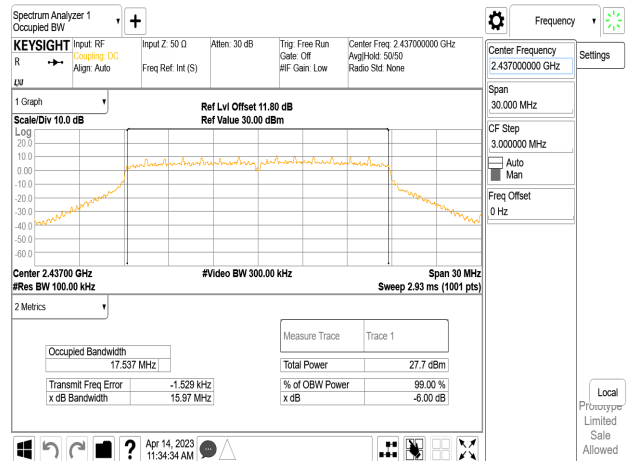 Spectrum Analyzer 1
Occupied BW
Frequency
KEYSIGHT
R
Input: RF
Coupling: DC
Align: Auto
Input Z: 50 Ω
Freq Ref: Int (S)
Atten: 30 dB
Trig: Free Run
Gate: Off
#IF Gain: Low
Center Freq: 2.437000000 GHz
Avg|Hold: 50/50
Radio Std: None
Center Frequency
2.437000000 GHz
Settings
Span
30.000 MHz
CF Step
3.000000 MHz
Auto
Man
Freq Offset
0 Hz
1 Graph
Scale/Div 10.0 dB
Ref Lvl Offset 11.80 dB
Ref Value 30.00 dBm
Log
20.0
10.0
0.00
-10.0
-20.0
-30.0
-40.0
-50.0
-60.0
Center 2.43700 GHz
#Res BW 100.00 kHz
#Video BW 300.00 kHz
Span 30 MHz
Sweep 2.93 ms (1001 pts)
2 Metrics
Measure Trace
Trace 1
Occupied Bandwidth
17.537 MHz
Total Power
27.7 dBm
Transmit Freq Error
-1.529 kHz
% of OBW Power
99.00 %
x dB Bandwidth
15.97 MHz
x dB
-6.00 dB
Local
Prototype
Limited
Sale
Allowed
?
Apr 14, 2023
11:34:34 AM